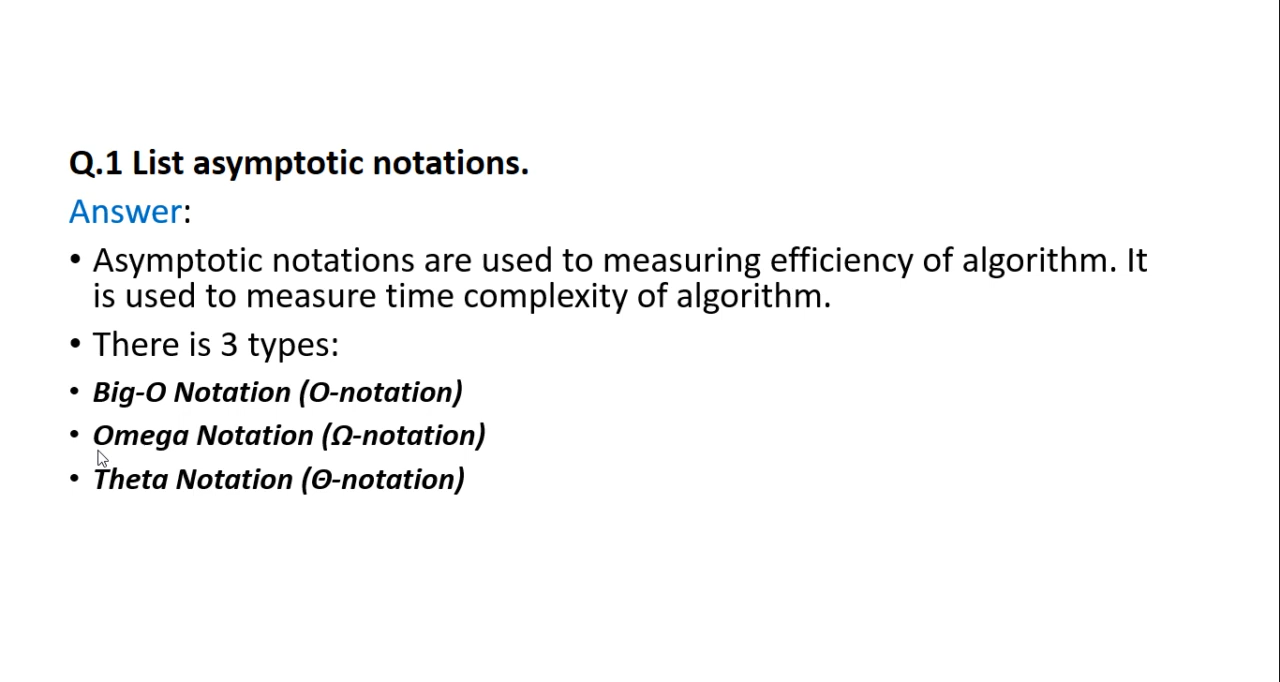 Q.1 List asymptotic notations.
Answer:
• Asymptotic notations are used to measuring efficiency of algorithm. It
is used to measure time complexity of algorithm.
• There is 3 types:
• Big-O Notation (O-notation)
• Omega Notation (Ω-notation)
• Theta Notation (Θ-notation)